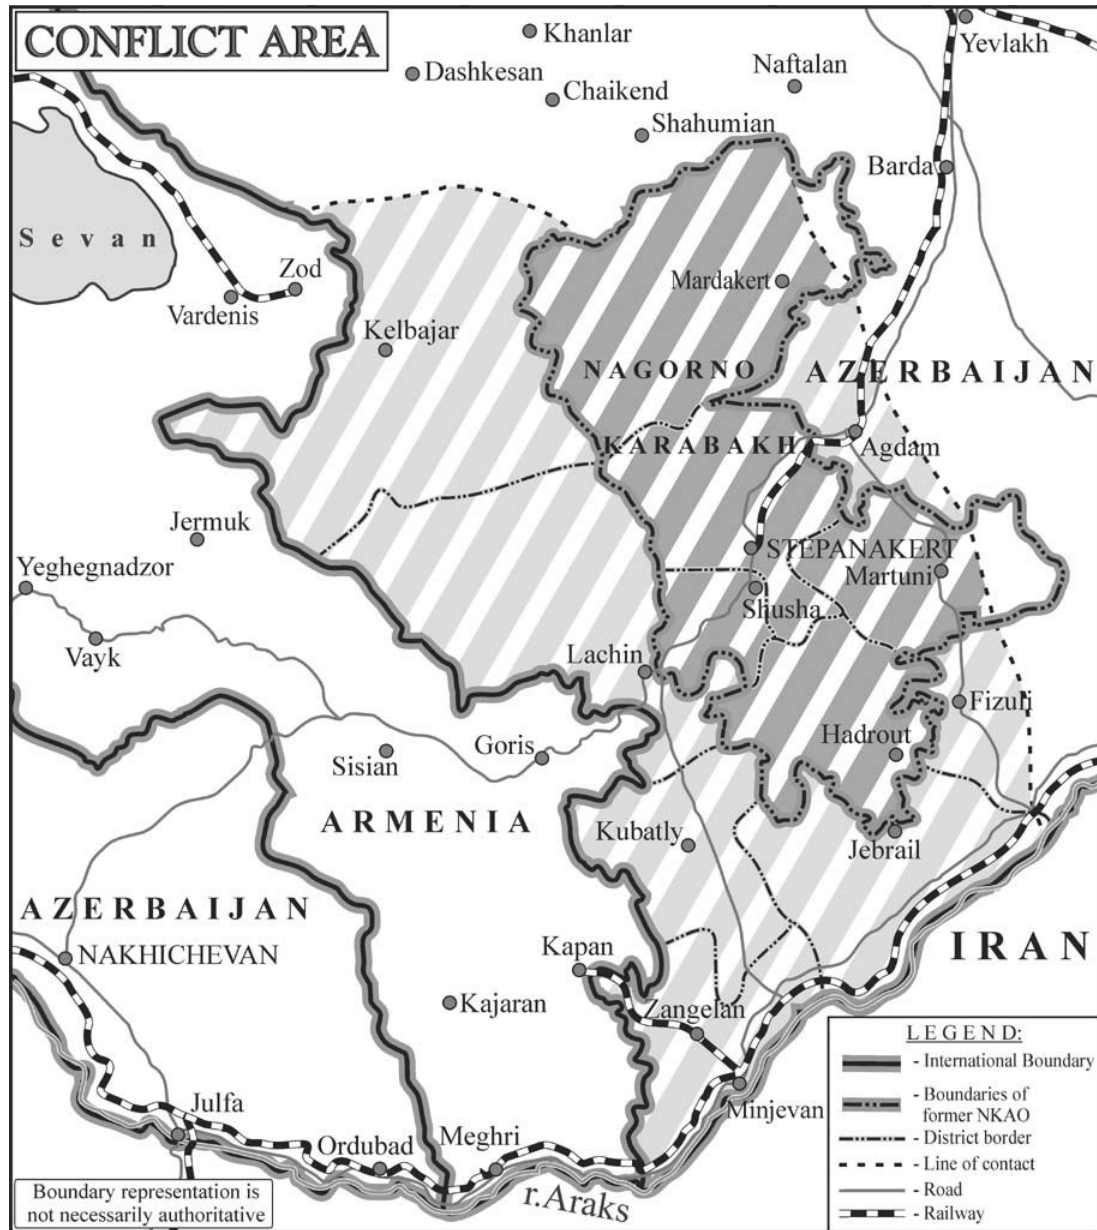 CONFLICT AREA
Khanlar
Yevlakh
Dashkesan
Naftalan
Chaikend
Shahumian
Barda
Sevan
Zod
Mardakert
Vardenis
Kelbajar
NAGORNO
AZERBAIJAN
KARABAKH
Agdam
Jermuk
STEPANAKERT
Yeghegnadzor
Martuni
Shusha
Vayk
Lachin
Fizuli
Hadrout
Goris
Sisian
ARMENIA
Kubatly
Jebrail
AZERBAIJAN
NAKHICHEVAN
Kapan
IRAN
Kajaran
Zangelan
Minjevan
Julfa
Ordubad
Meghri
r.Araks
Boundary representation is
not necessarily authoritative
LEGEND:
- International Boundary
- Boundaries of
former NKAO
- District border
- Line of contact
- Road
- Railway